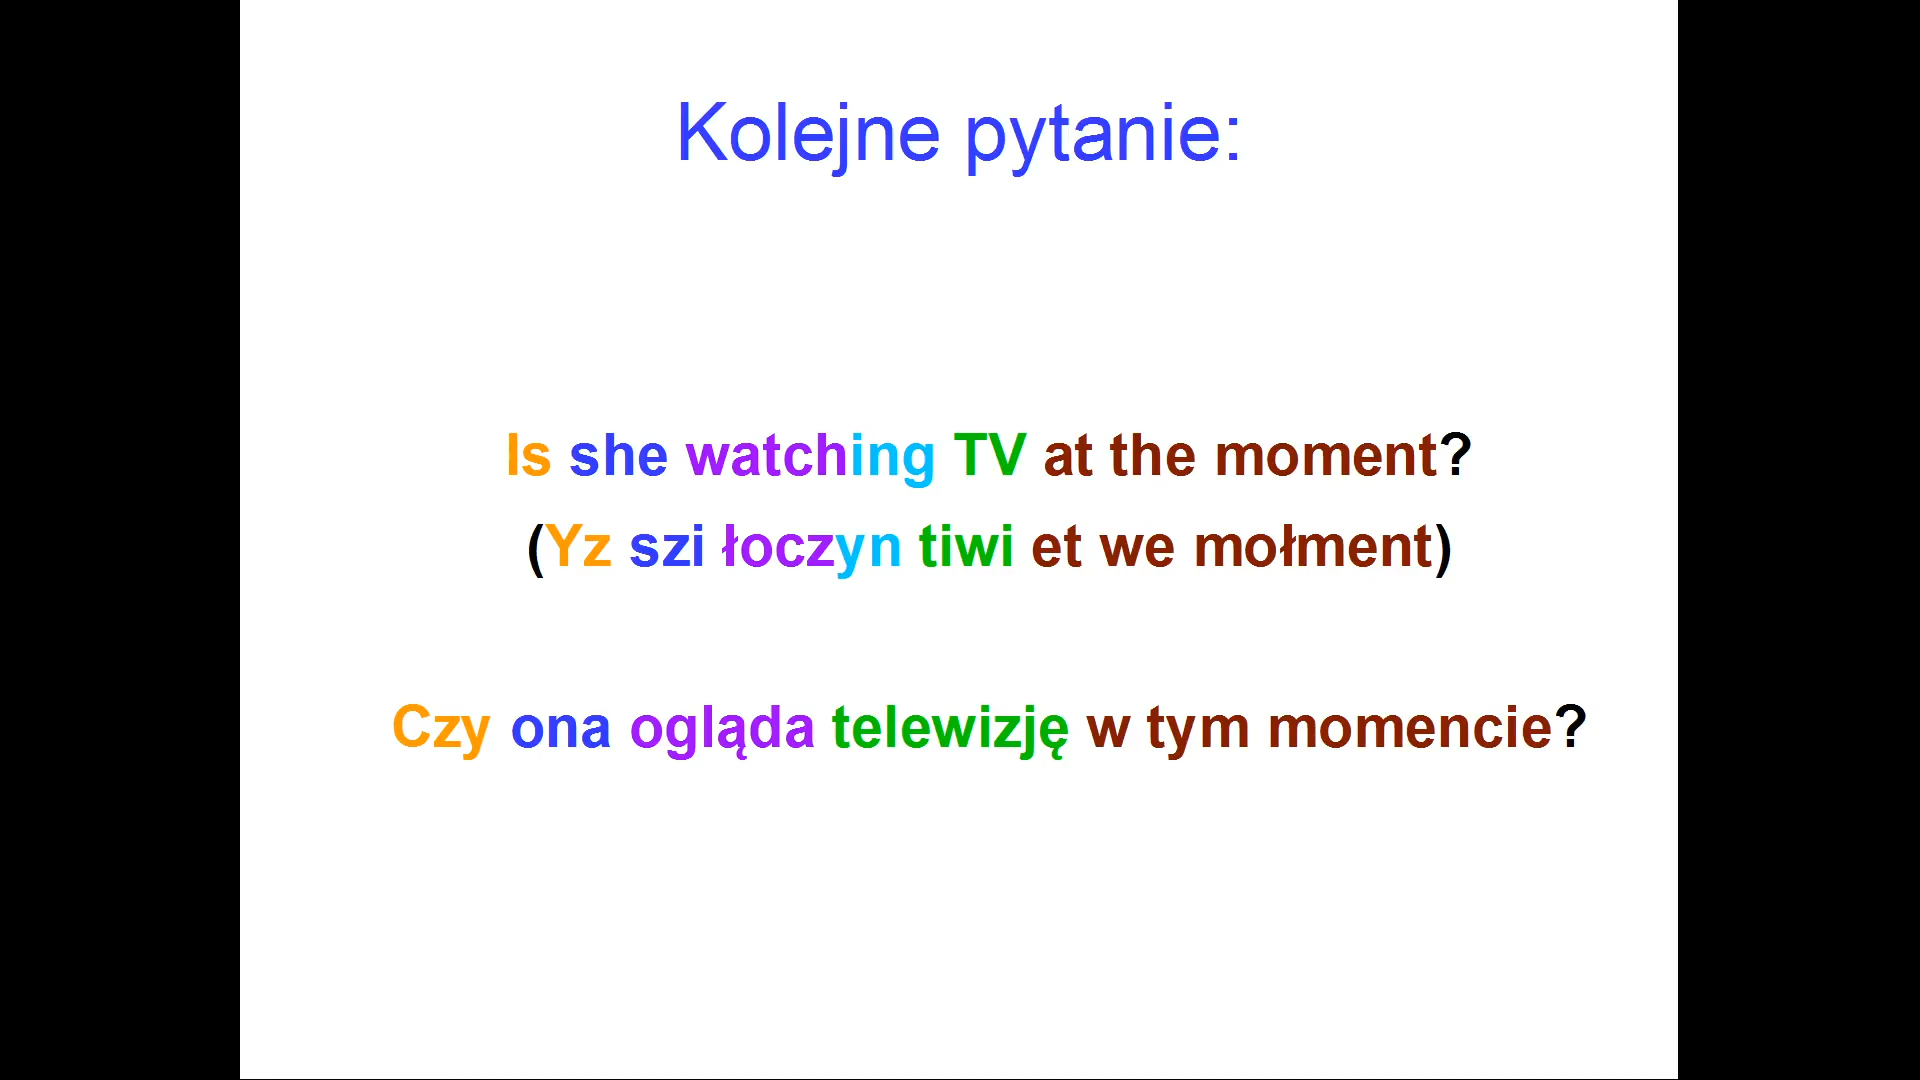 Kolejne pytanie:
Is she watching TV at the moment?
(Yz szi łoczyn tiwi et we mołment)
Czy ona ogląda telewizję w tym momencie?